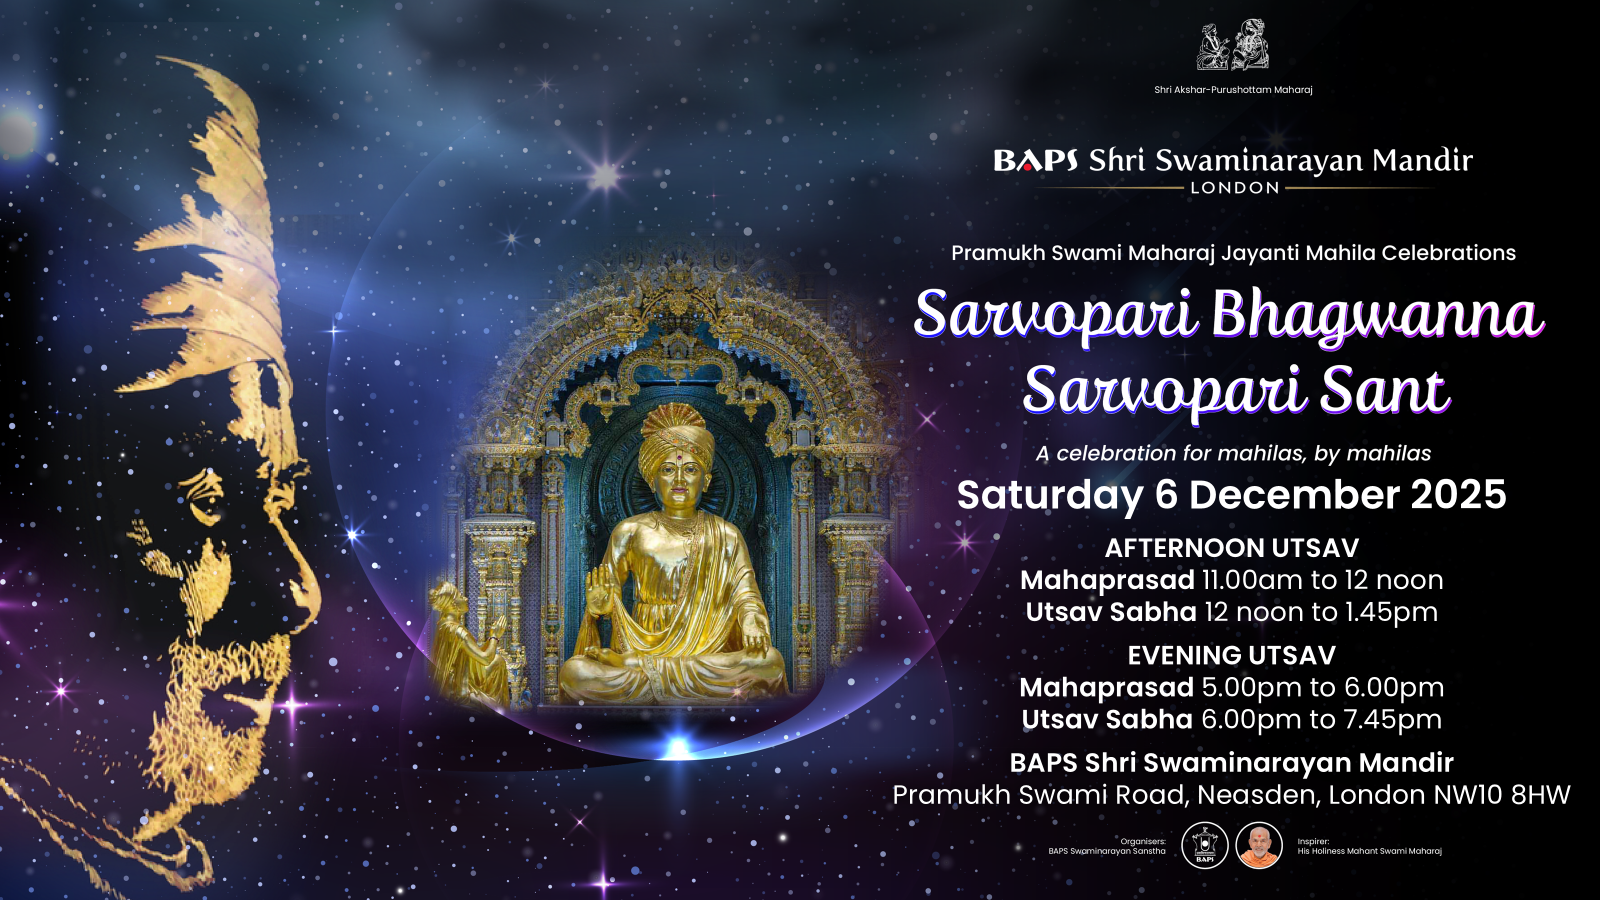 Shri Akshar-Purushottam Maharaj
BAPS Shri Swaminarayan Mandir
LONDON
Pramukh Swami Maharaj Jayanti Mahila Celebrations
Sarvopari Bhagwanna
Sarvopari Sant
A celebration for mahilas, by mahilas
Saturday 6 December 2025
AFTERNOON UTSAV
Mahaprasad 11.00am to 12 noon
Utsav Sabha 12 noon to 1.45pm
EVENING UTSAV
Mahaprasad 5.00pm to 6.00pm
Utsav Sabha 6.00pm to 7.45pm
BAPS Shri Swaminarayan Mandir
Pramukh Swami Road, Neasden, London NW10 8HW
Organisers:
BAPS Swaminarayan Sanstha
BAPS
Inspirer:
His Holiness Mahant Swami Maharaj